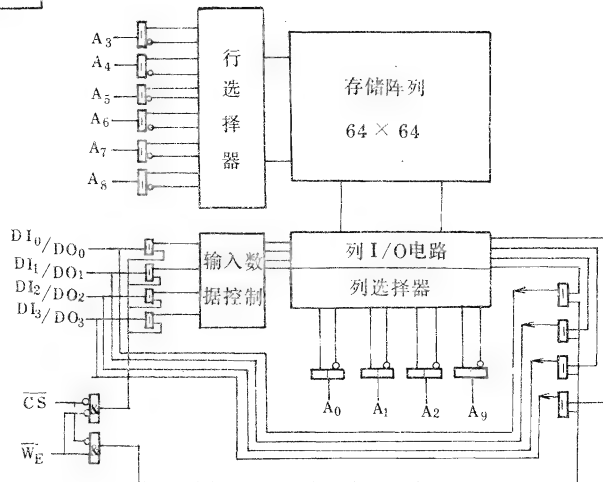 A3
A4
A5
A6
A7
A8
行选择器
存储阵列
64 × 64
DI0/DO0
DI1/DO1
DI2/DO2
DI3/DO3
输入数
据控制
列I/O电路
列选择器
A0
A1
A2
A9
CS
WE
&
&